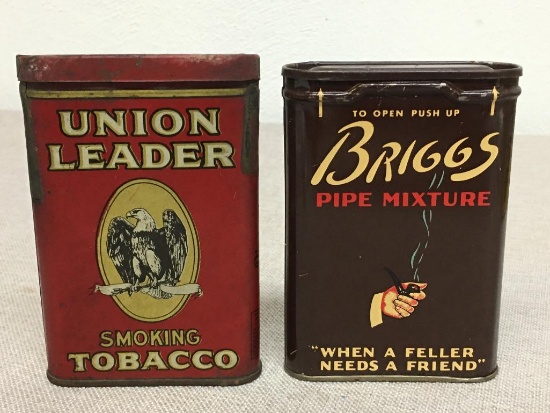 UNION
LEADER
SMOKING
TOBACCO
TO OPEN PUSH UP
BRIGGS
PIPE MIXTURE
"WHEN A FELLER
NEEDS A FRIEND"